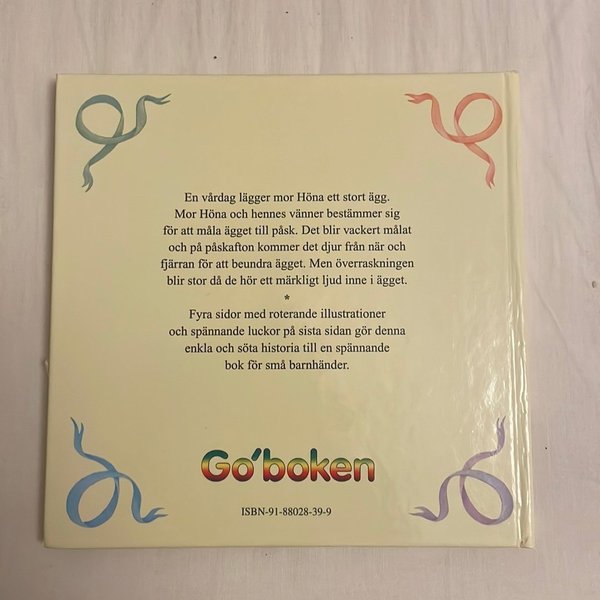 En vårdag lägger mor Höna ett stort ägg.
Mor Höna och hennes vänner bestämmer sig
för att måla ägget till påsk. Det blir vackert målat
och på påskafton kommer det djur från när och
fjärran för att beundra ägget. Men överraskningen
blir stor då de hör ett märkligt ljud inne i ägget.
*
Fyra sidor med roterande illustrationer
och spännande luckor på sista sidan gör denna
enkla och söta historia till en spännande
bok för små barnhänder.
Go'boken
ISBN-91-88028-39-9